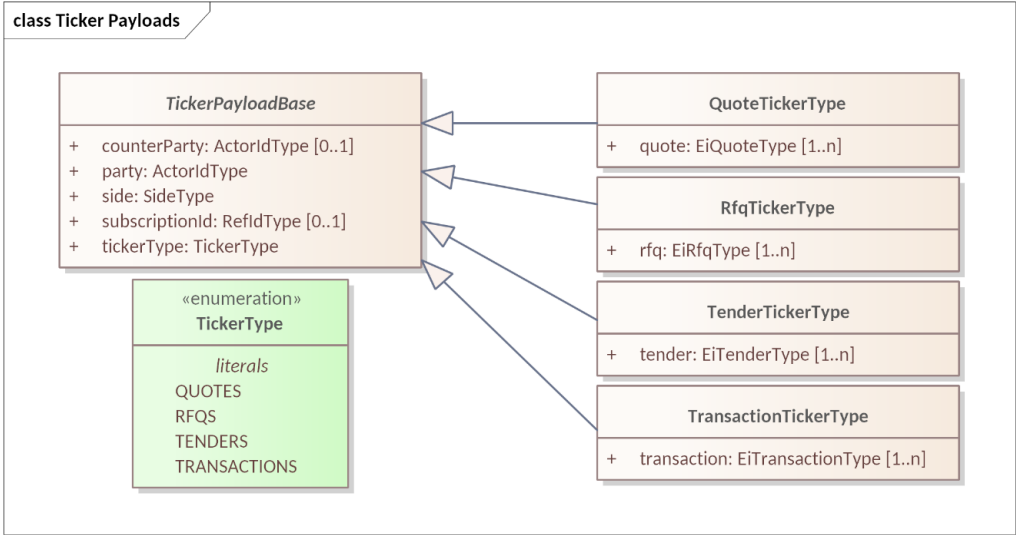 class Ticker Payloads
TickerPayloadBase
+ counterParty: ActorIdType [0..1]
+ party: ActorIdType
+ side: SideType
+ subscriptionId: RefIdType [0..1]
+ tickerType: TickerType
«enumeration»
TickerType
literals
QUOTES
RFQS
TENDERS
TRANSACTIONS
QuoteTickerType
+ quote: EiQuoteType [1..n]
RfqTickerType
+ rfq: EiRfqType [1..n]
TenderTickerType
+ tender: EiTenderType [1..n]
TransactionTickerType
+ transaction: EiTransactionType [1..n]